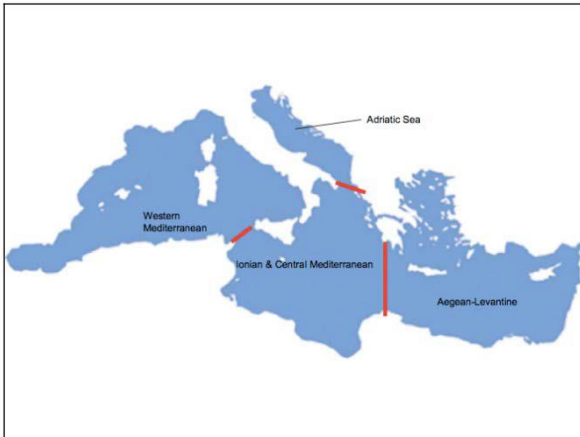 Adriatic Sea
Western
Mediterranean
Ionian & Central Mediterranean
Aegean-Levantine